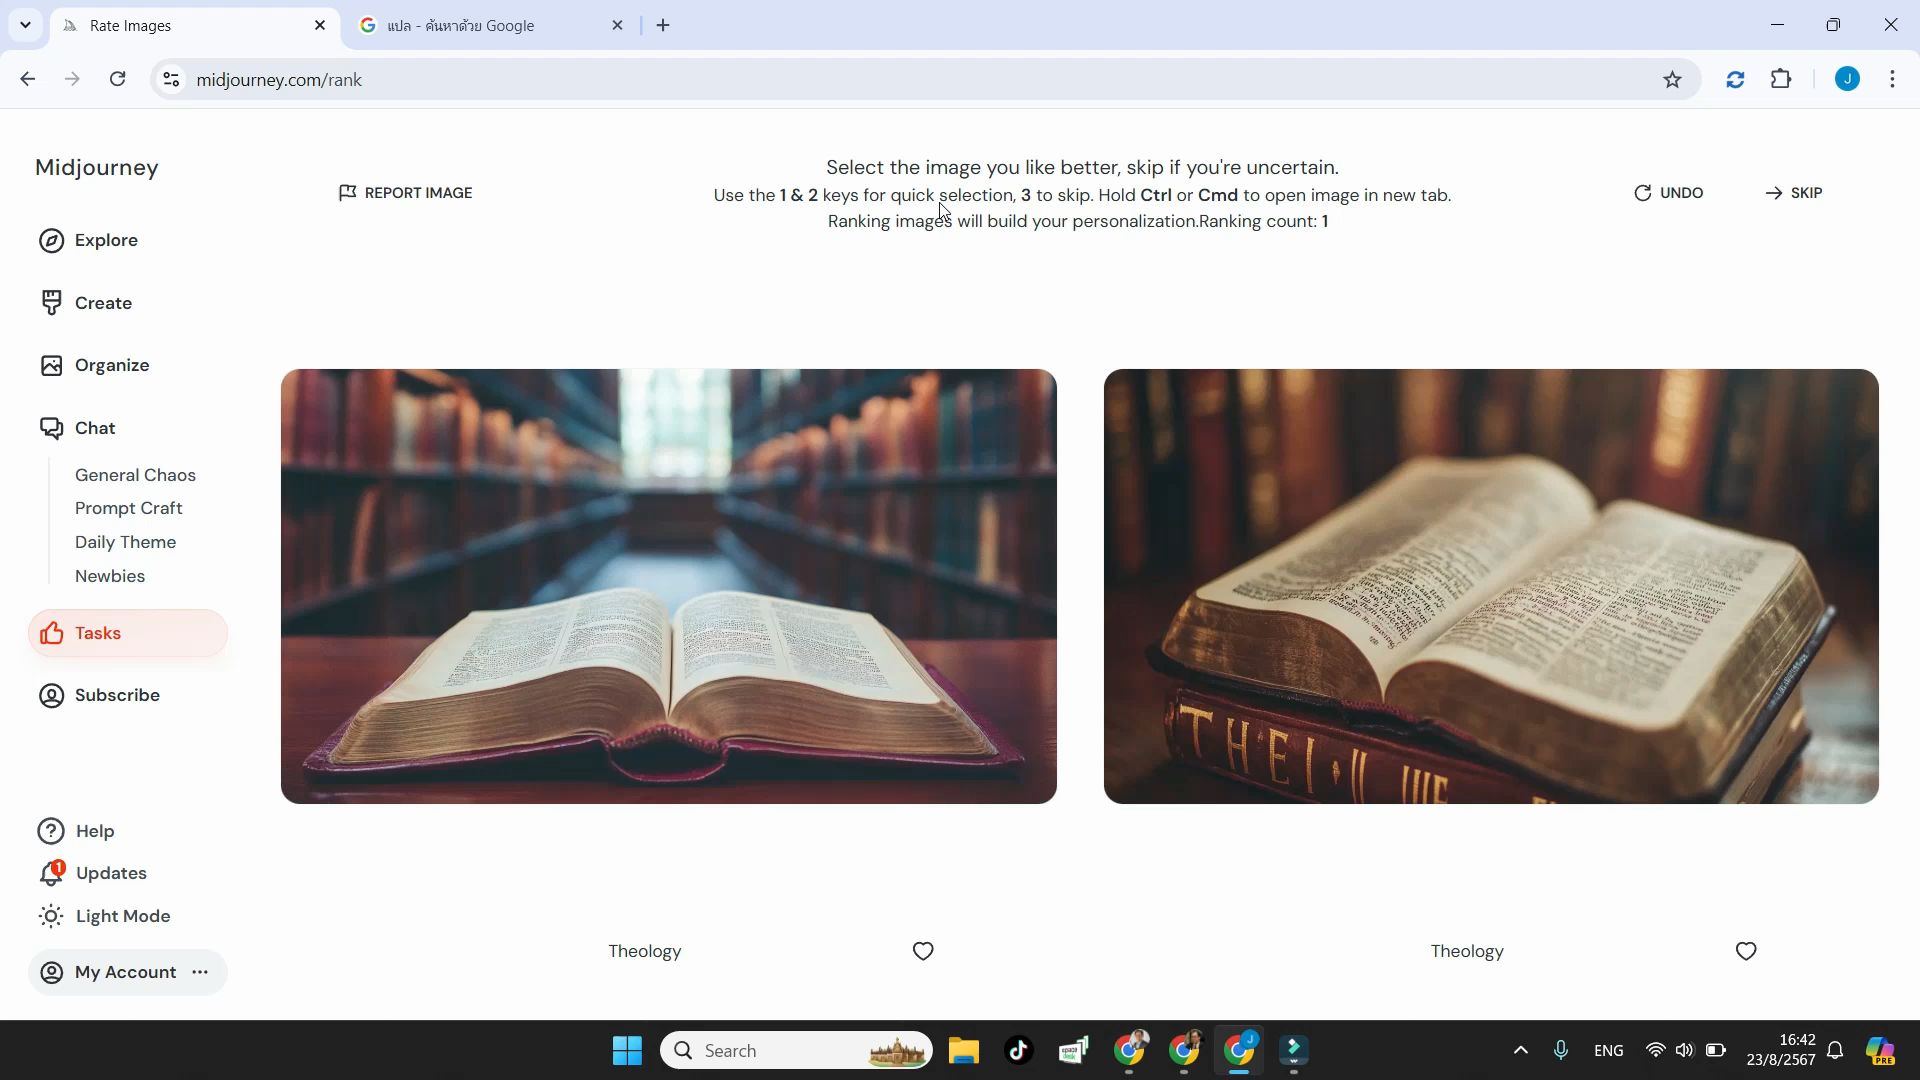 Rate Images
แปล - ค้นหาด้วย Google
midjourney.com/rank
J
Midjourney
REPORT IMAGE
Select the image you like better, skip if you're uncertain.
Use the 1 & 2 keys for quick selection, 3 to skip. Hold Ctrl or Cmd to open image in new tab.
Ranking images will build your personalization.Ranking count: 1
UNDO
SKIP
Explore
Create
Organize
Chat
General Chaos
Prompt Craft
Daily Theme
Newbies
Tasks
Subscribe
Help
1
Updates
Light Mode
My Account
Theology
Theology
Search
ENG
16:42
23/8/2567
PRE